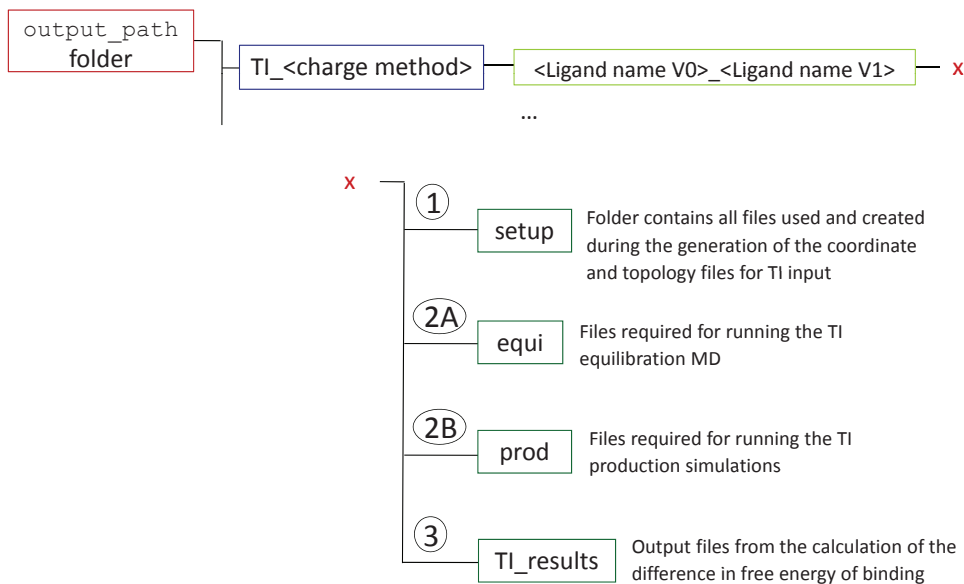 output_path
folder
TI_<charge method>
<Ligand name V0>_<Ligand name V1>
x
...
x
1
setup
Folder contains all files used and created
during the generation of the coordinate
and topology files for TI input
2A
equi
Files required for running the TI
equilibration MD
2B
prod
Files required for running the TI
production simulations
3
TI_results
Output files from the calculation of the
difference in free energy of binding